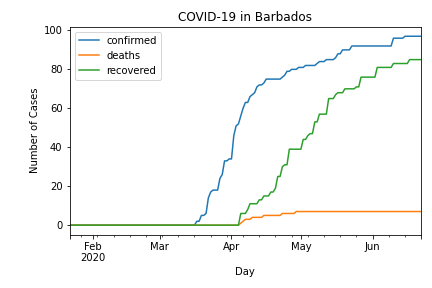 COVID-19 in Barbados
confirmed
deaths
recovered
Number of Cases
100
80
60
40
20
0
Feb Mar Apr May Jun
2020
Day